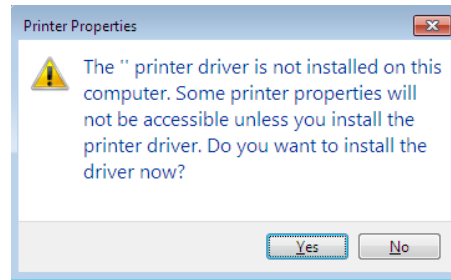 Printer Properties
The '' printer driver is not installed on this
computer. Some printer properties will
not be accessible unless you install the
printer driver. Do you want to install the
driver now?
Yes
No